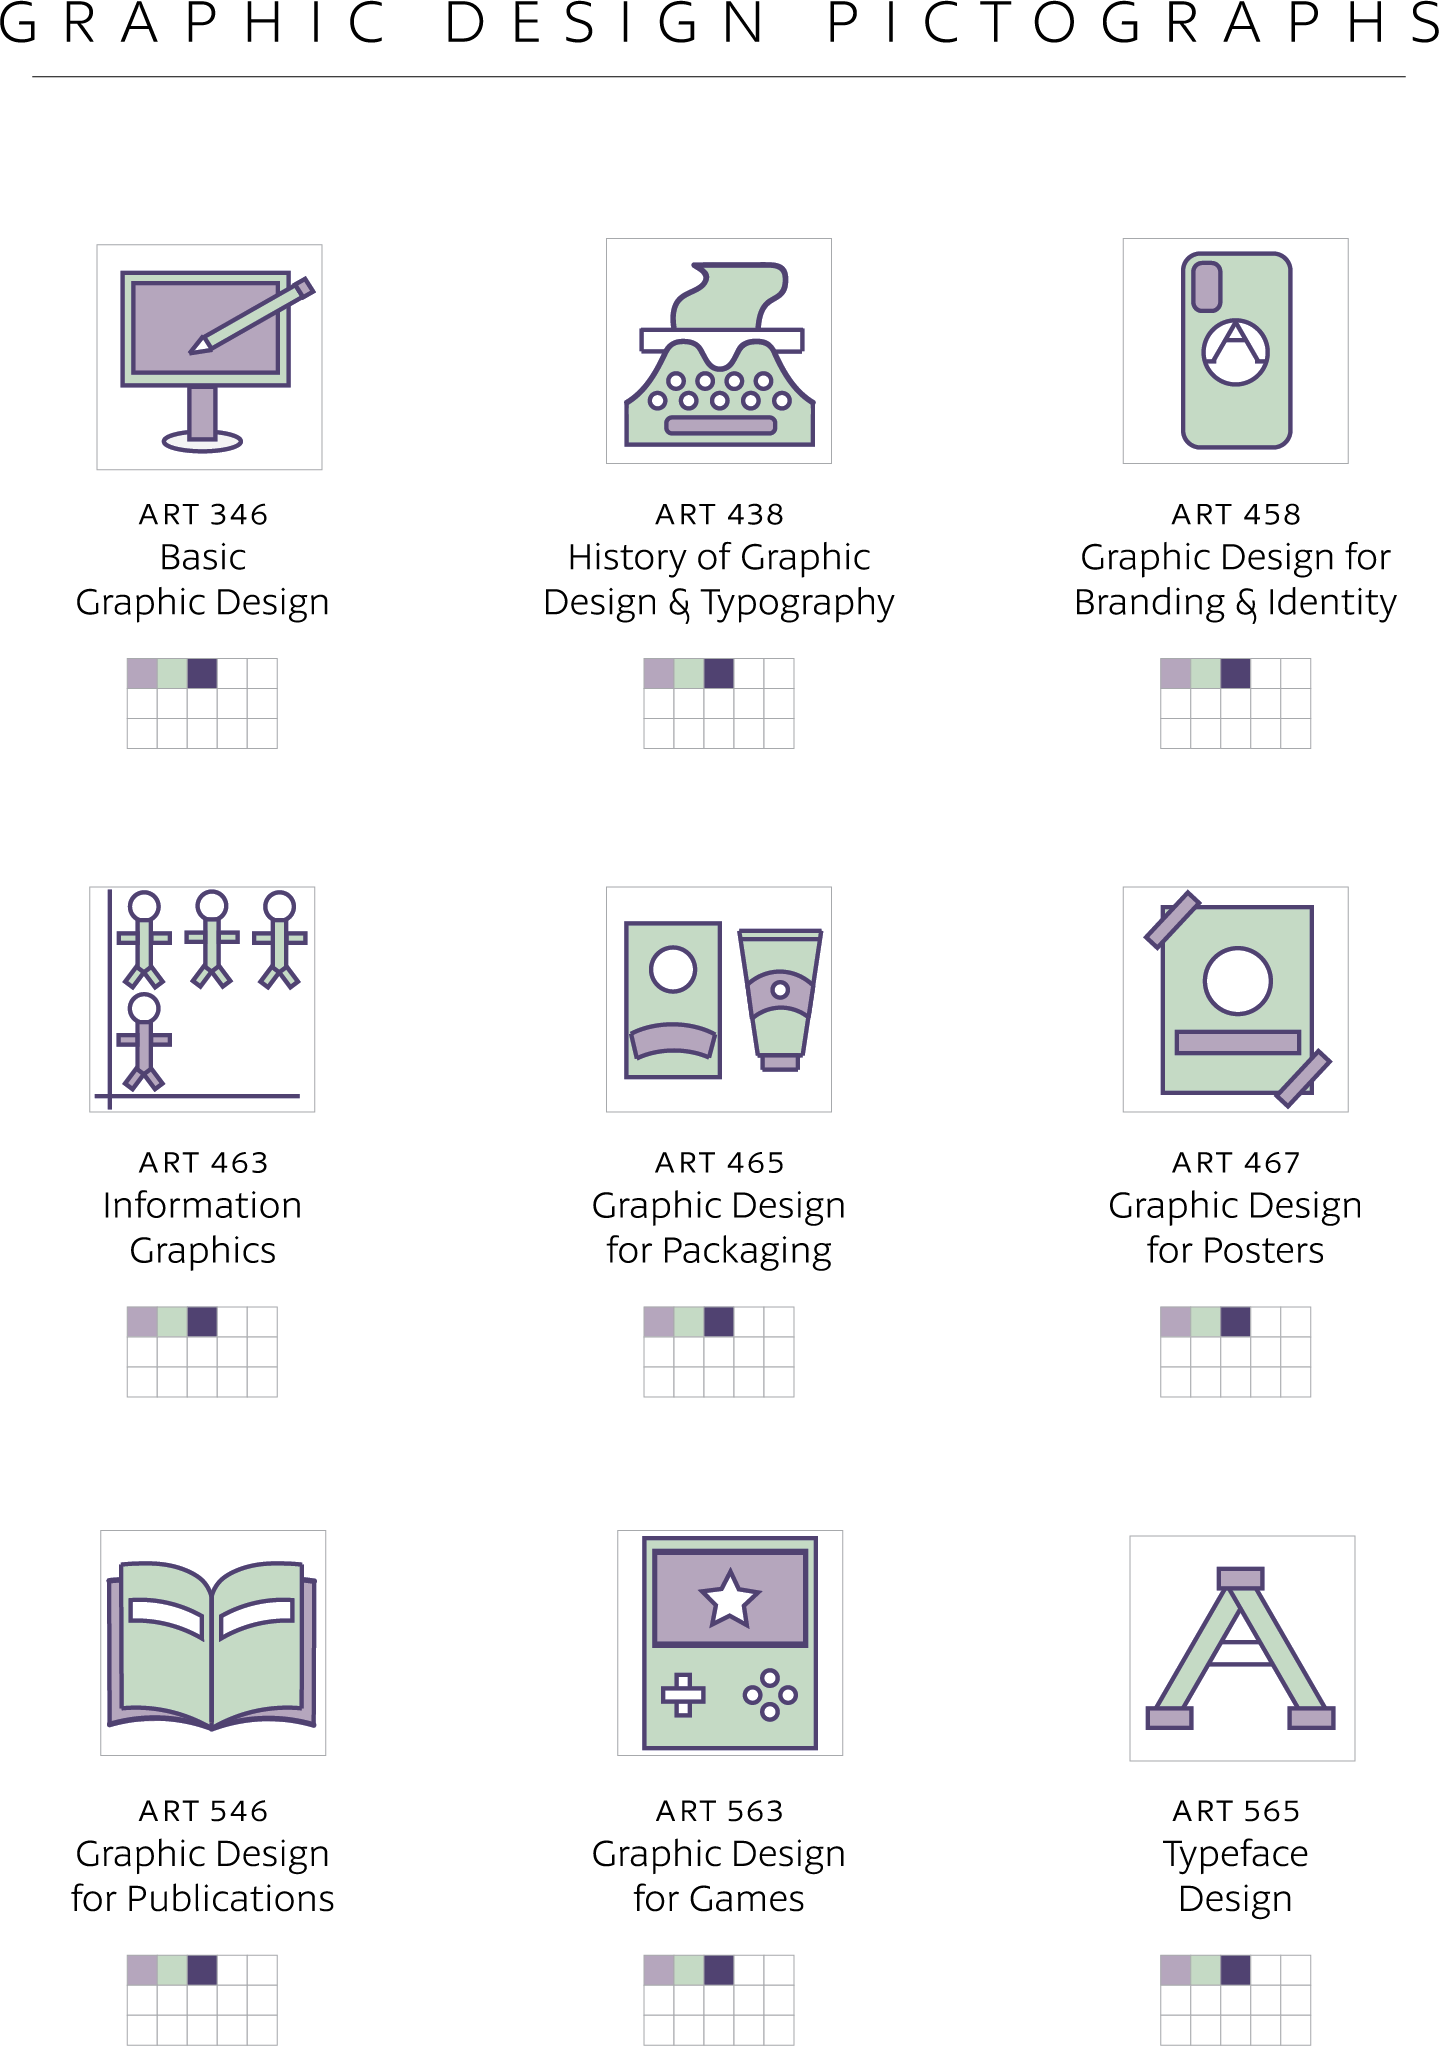 GRAPHIC DESIGN PICTOGRAPHS
ART 346
Basic
Graphic Design
ART 438
History of Graphic
Design & Typography
A
ART 458
Graphic Design for
Branding & Identity
ART 463
Information
Graphics
ART 465
Graphic Design
for Packaging
ART 467
Graphic Design
for Posters
ART 546
Graphic Design
for Publications
ART 563
Graphic Design
for Games
A
ART 565
Typeface
Design